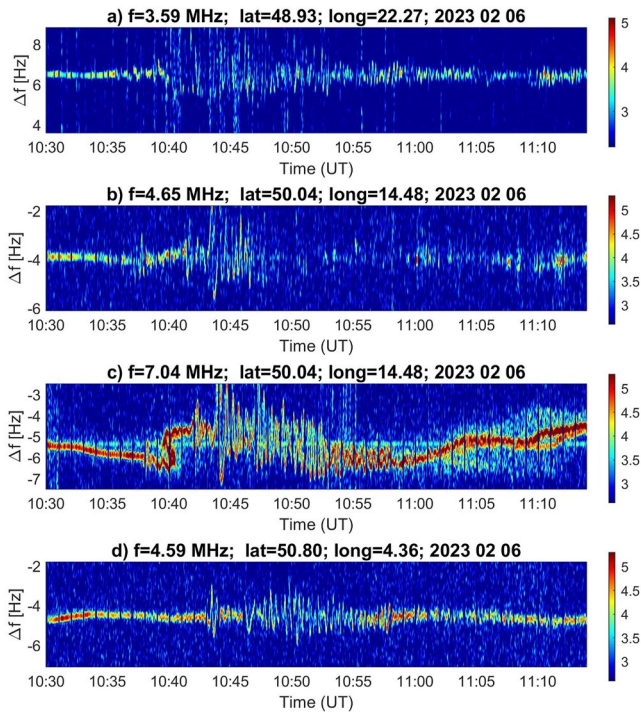 a) f=3.59 MHz; lat=48.93; long=22.27; 2023 02 06
Δf [Hz]
8
6
4
5
4
3
10:30 10:35 10:40 10:45 10:50 10:55 11:00 11:05 11:10
Time (UT)
b) f=4.65 MHz; lat=50.04; long=14.48; 2023 02 06
Δf [Hz]
-2
-4
-6
5
4.5
4
3.5
3
10:30 10:35 10:40 10:45 10:50 10:55 11:00 11:05 11:10
Time (UT)
c) f=7.04 MHz; lat=50.04; long=14.48; 2023 02 06
Δf [Hz]
-3
-4
-5
-6
-7
5
4.5
4
3.5
3
10:30 10:35 10:40 10:45 10:50 10:55 11:00 11:05 11:10
Time (UT)
d) f=4.59 MHz; lat=50.80; long=4.36; 2023 02 06
Δf [Hz]
-2
-4
-6
5
4.5
4
3.5
3
10:30 10:35 10:40 10:45 10:50 10:55 11:00 11:05 11:10
Time (UT)